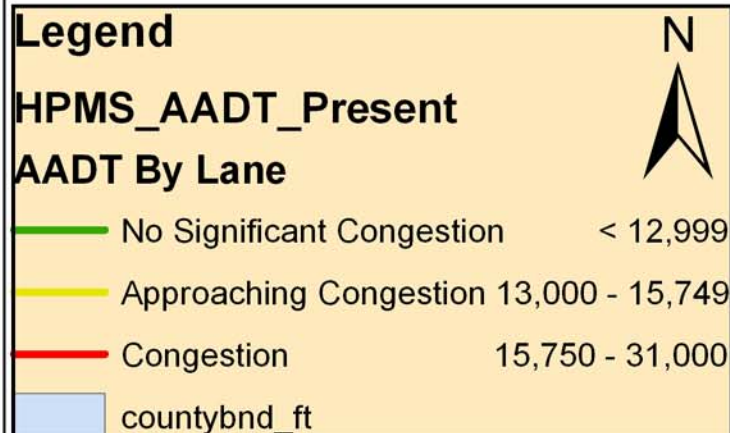 Legend
N
HPMS_AADT_Present
AADT By Lane
No Significant Congestion < 12,999
Approaching Congestion 13,000 - 15,749
Congestion 15,750 - 31,000
countybnd_ft